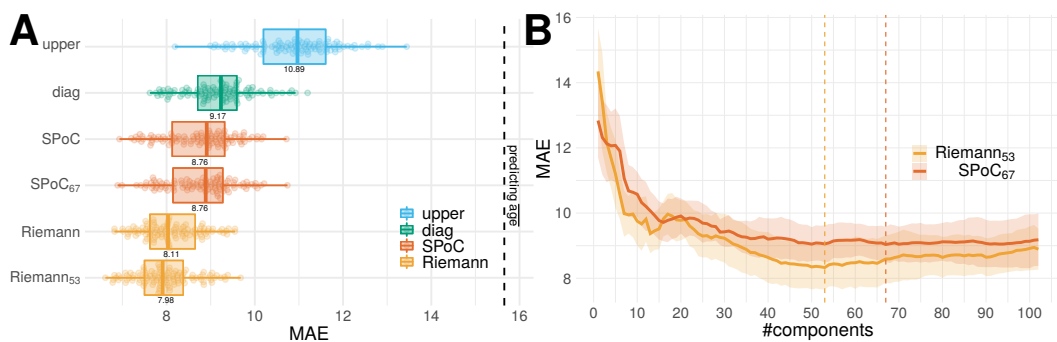 A
upper
diag
SPoC
SPoC67
Riemann
Riemann53
10.89
9.17
8.76
8.76
8.11
7.98
predicting age
upper
diag
SPoC
Riemann
8 10 12 14 16
MAE
B
MAE
16
14
12
10
8
Riemann53
SPoC67
0 10 20 30 40 50 60 70 80 90 100
#components